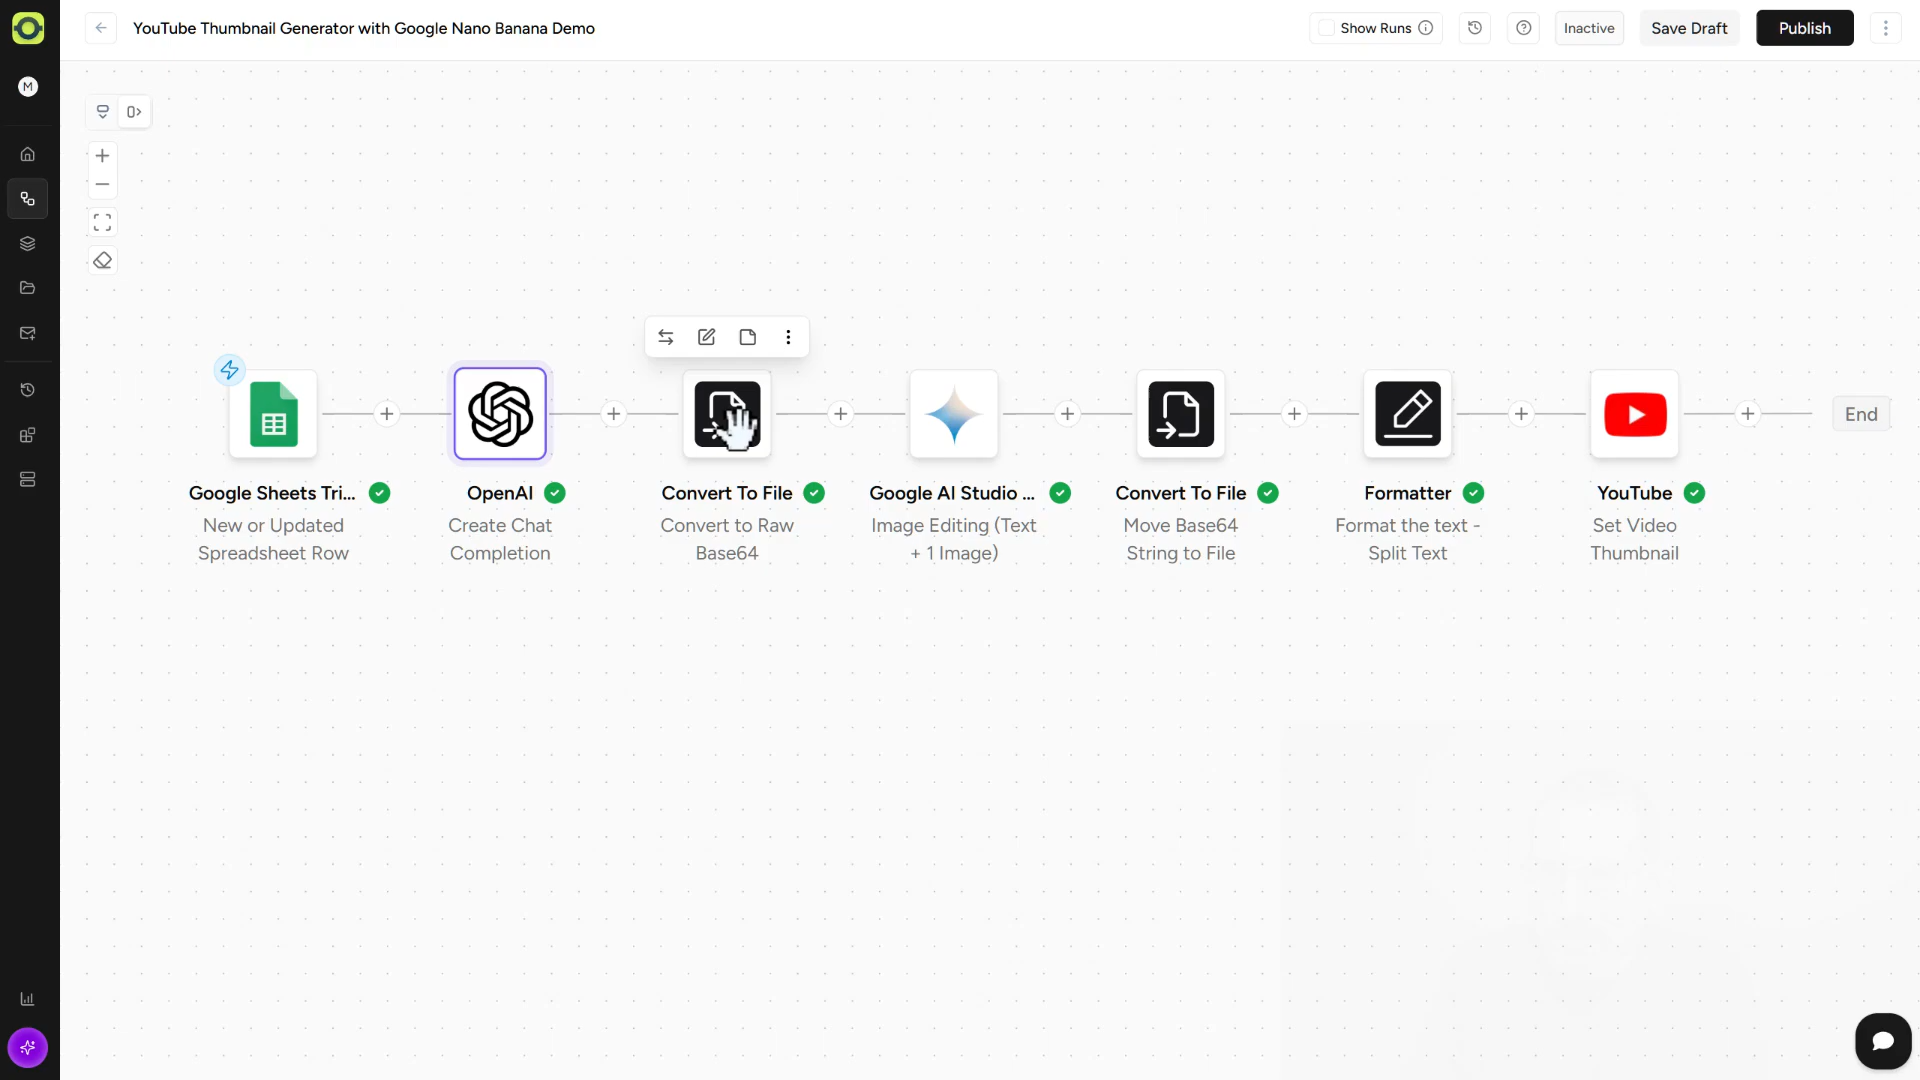 YouTube Thumbnail Generator with Google Nano Banana Demo
Show Runs
Inactive
Save Draft
Publish
M
Google Sheets Tri...
New or Updated
Spreadsheet Row
OpenAI
Create Chat
Completion
Convert To File
Convert to Raw
Base64
Google AI Studio ...
Image Editing (Text
+ 1 Image)
Convert To File
Move Base64
String to File
Formatter
Format the text -
Split Text
YouTube
Set Video
Thumbnail
End